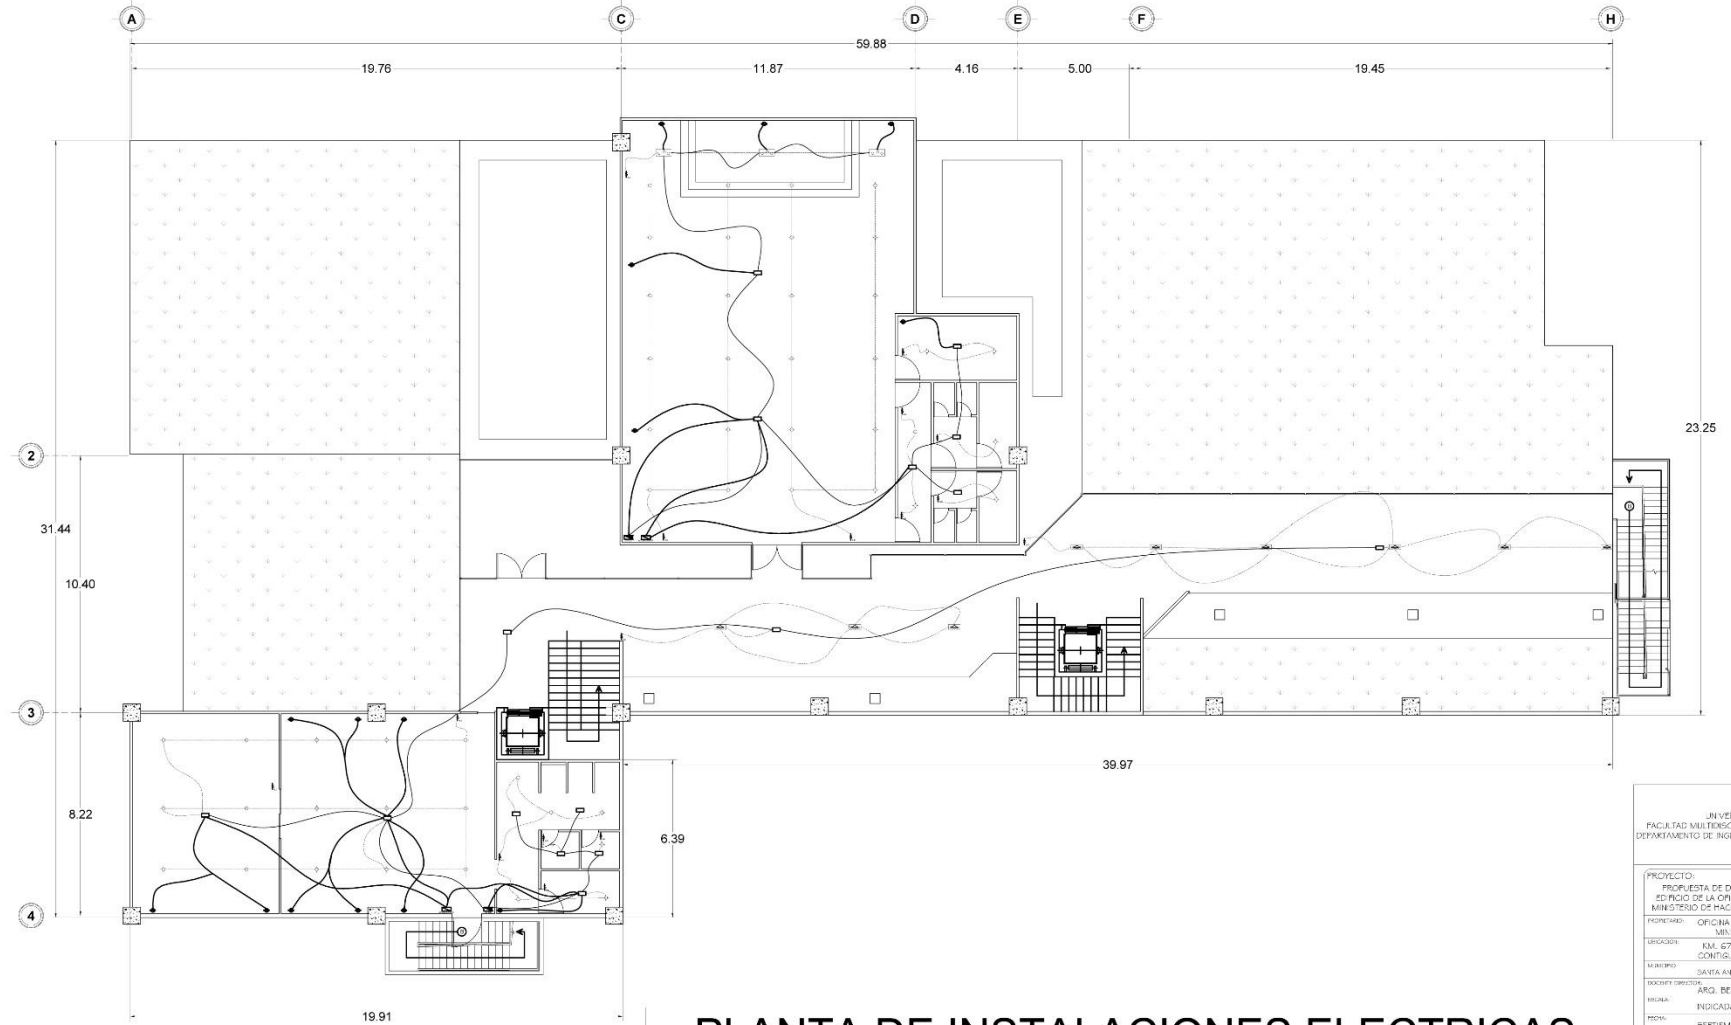 A C D E F H
59.88
19.76 11.87 4.16 5.00 19.45
2
23.25
31.44
10.40
3
39.97
8.22
6.39
4
19.91
PLANTA DE INSTALACIONES ELECTRICAS
FACULTAD MULTIDISC
DEPARTAMENTO DE ING
PROYECTO:
PROPUESTA DE D
EDIFICIO DE LA OFI
MINISTERIO DE HAC
PROPIETARIO: OFICINA
MIN
UBICACION: KM. 67
CONTIGU
MUNICIPIO: SANTA AN
DOCENTE DIRECTOR:
ARQ. BE
ESCALA: INDICADA
FECHA: